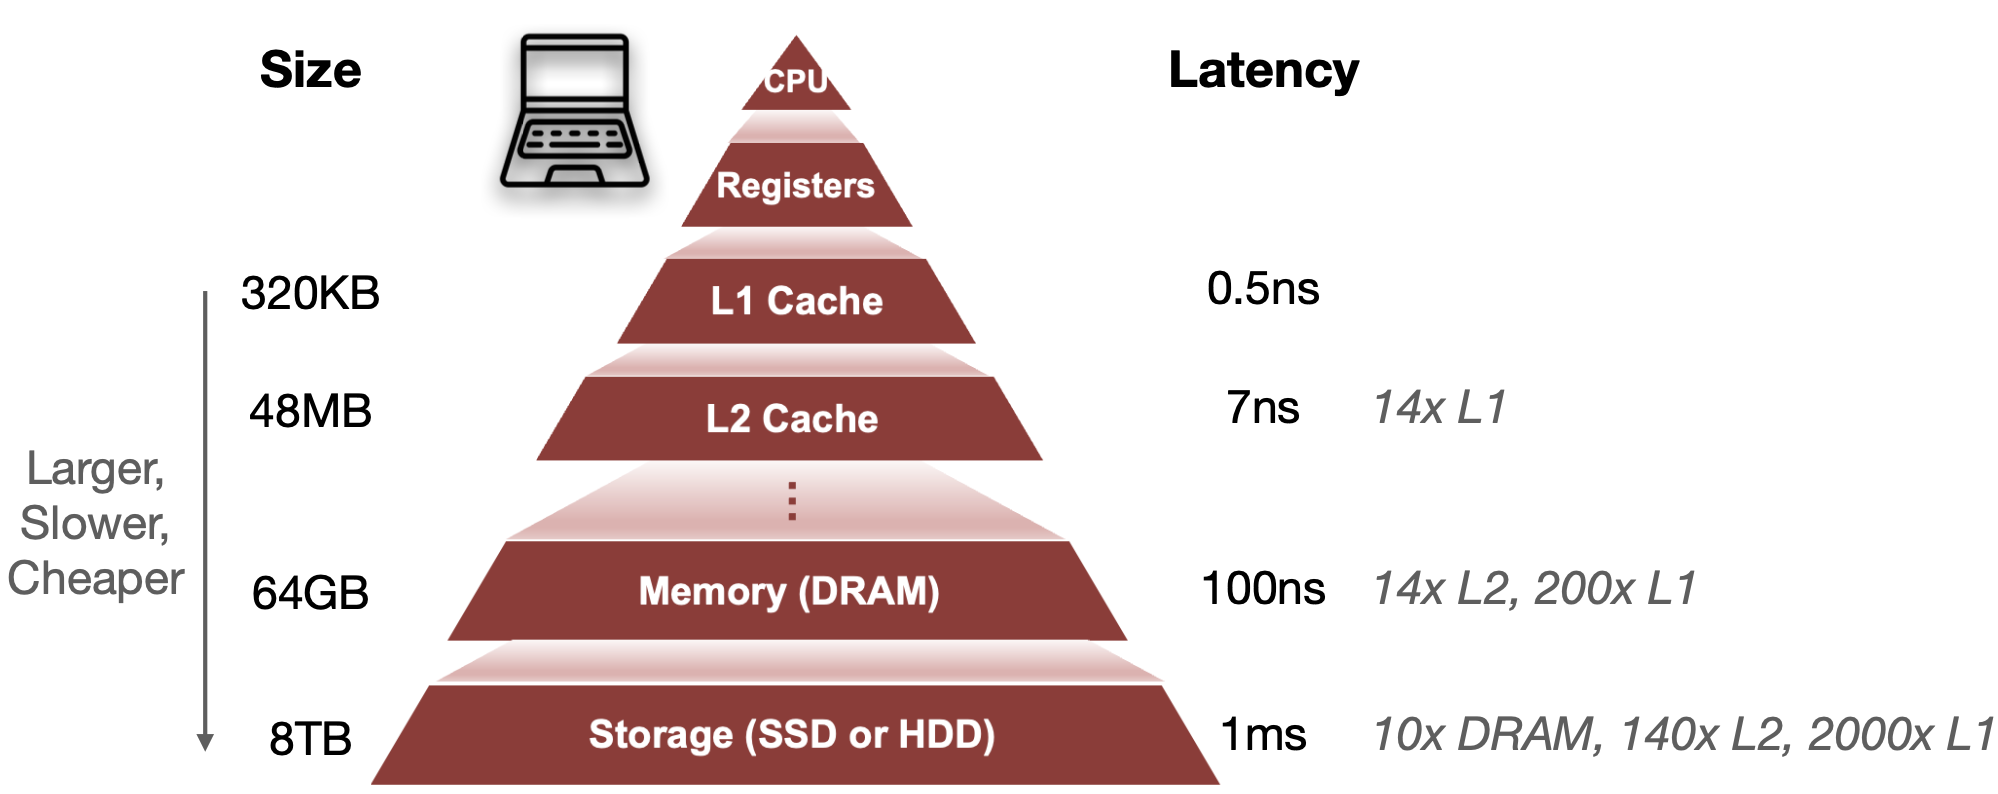 Size
CPU
Latency
Registers
320KB
L1 Cache
0.5ns
48MB
L2 Cache
7ns
14x L1
Larger,
Slower,
Cheaper
64GB
Memory (DRAM)
100ns
14x L2, 200x L1
8TB
Storage (SSD or HDD)
1ms
10x DRAM, 140x L2, 2000x L1